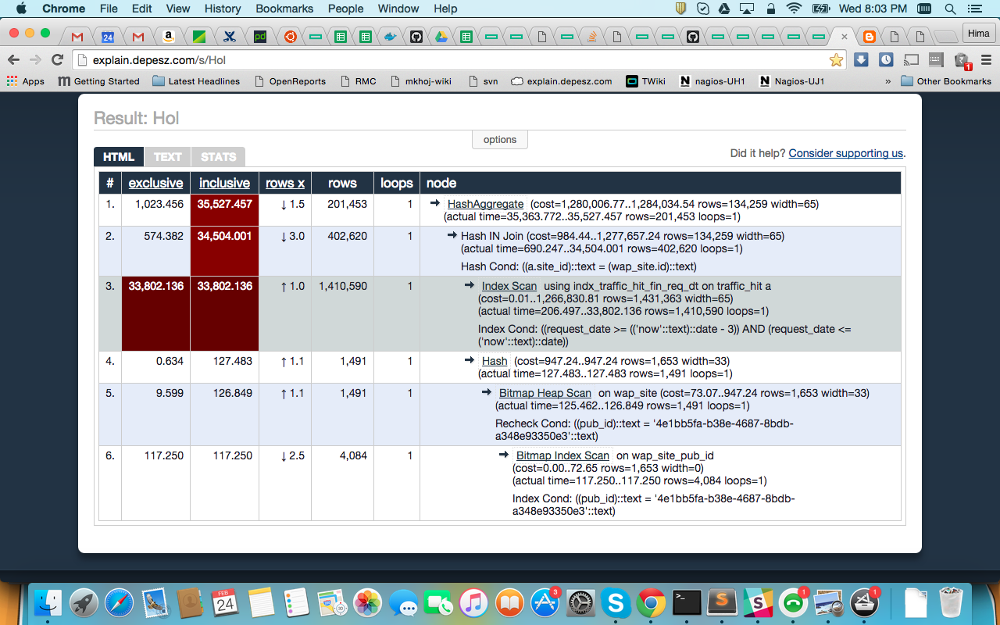 Chrome File Edit View History Bookmarks People Window Help Wed 8:03 PM
Hima
explain.depesz.com/s/Hol
Apps Getting Started Latest Headlines OpenReports RMC mkhoj-wiki svn explain.depesz.com TWiki nagios-UH1 Nagios-UJ1 » Other Bookmarks
Result: Hol
options
HTML TEXT STATS
Did it help? Consider supporting us.
# exclusive inclusive rows x rows loops node
1. 1,023.456 35,527.457 ↓ 1.5 201,453 1 → HashAggregate (cost=1,280,006.77..1,284,034.54 rows=134,259 width=65)
(actual time=35,363.772..35,527.457 rows=201,453 loops=1)
2. 574.382 34,504.001 ↓ 3.0 402,620 1 → Hash IN Join (cost=984.44..1,277,657.24 rows=134,259 width=65)
(actual time=690.247..34,504.001 rows=402,620 loops=1)
Hash Cond: ((a.site_id)::text = (wap_site.id)::text)
3. 33,802.136 33,802.136 ↑ 1.0 1,410,590 1 → Index Scan using indx_traffic_hit_fin_req_dt on traffic_hit a
(cost=0.01..1,266,830.81 rows=1,431,363 width=65)
(actual time=206.497..33,802.136 rows=1,410,590 loops=1)
Index Cond: ((request_date >= (('now'::text)::date - 3)) AND (request_date <=
('now'::text)::date))
4. 0.634 127.483 ↑ 1.1 1,491 1 → Hash (cost=947.24..947.24 rows=1,653 width=33)
(actual time=127.483..127.483 rows=1,491 loops=1)
5. 9.599 126.849 ↑ 1.1 1,491 1 → Bitmap Heap Scan on wap_site (cost=73.07..947.24 rows=1,653 width=33)
(actual time=125.462..126.849 rows=1,491 loops=1)
Recheck Cond: ((pub_id)::text = '4e1bb5fa-b38e-4687-8bdb-
a348e93350e3'::text)
6. 117.250 117.250 ↓ 2.5 4,084 1 → Bitmap Index Scan on wap_site_pub_id
(cost=0.00..72.65 rows=1,653 width=0)
(actual time=117.250..117.250 rows=4,084 loops=1)
Index Cond: ((pub_id)::text = '4e1bb5fa-b38e-4687-8bdb-
a348e93350e3'::text)
FEB
24
3
1
1